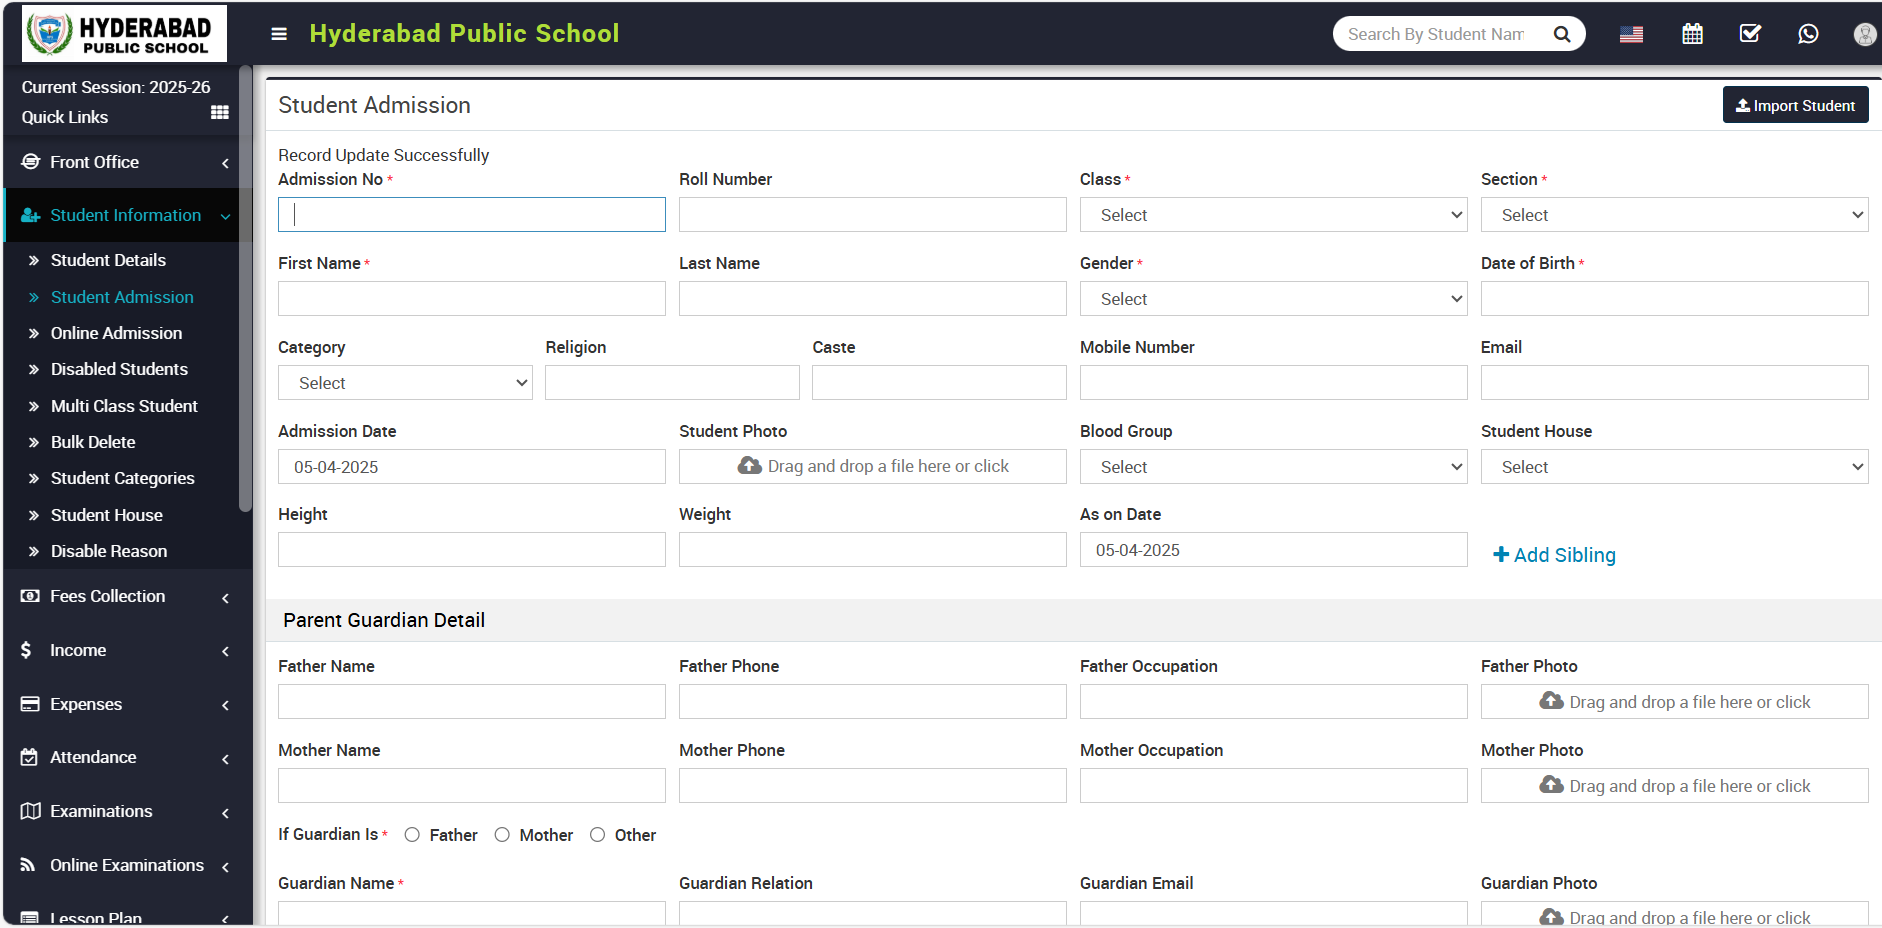 HYDERABAD
PUBLIC SCHOOL
Hyderabad Public School
Search By Student Nam
Current Session: 2025-26
Quick Links
Front Office
Student Information
Student Details
Student Admission
Online Admission
Disabled Students
Multi Class Student
Bulk Delete
Student Categories
Student House
Disable Reason
Fees Collection
Income
Expenses
Attendance
Examinations
Online Examinations
Lesson Plan
Student Admission
Import Student
Record Update Successfully
Admission No * Roll Number Class * Section *
Select Select
First Name * Last Name Gender * Date of Birth *
Select
Category Religion Caste Mobile Number Email
Select
Admission Date Student Photo Blood Group Student House
05-04-2025 Drag and drop a file here or click Select Select
Height Weight As on Date
05-04-2025 Add Sibling
Parent Guardian Detail
Father Name Father Phone Father Occupation Father Photo
Drag and drop a file here or click
Mother Name Mother Phone Mother Occupation Mother Photo
Drag and drop a file here or click
If Guardian Is * Father Mother Other
Guardian Name * Guardian Relation Guardian Email Guardian Photo
Drag and drop a file here or click